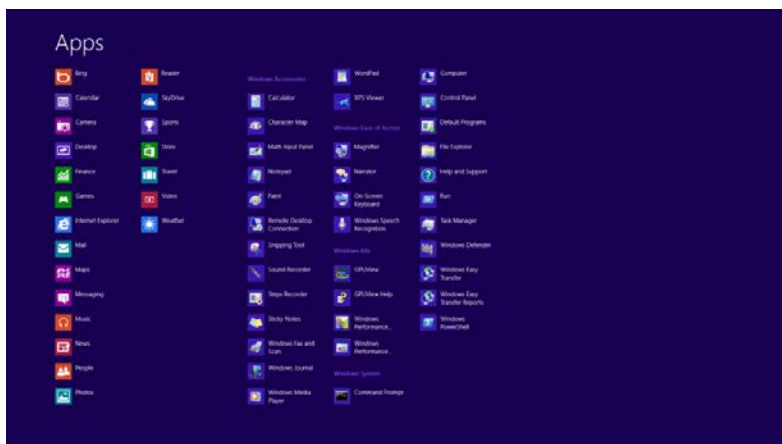 Apps
Bing
Calendar
Camera
Desktop
Finance
Games
Internet Explorer
Mail
Maps
Messaging
Music
News
People
Photos
Reader
SkyDrive
Sports
Store
Travel
Video
Weather
Windows Accessories
Calculator
Character Map
Math Input Panel
Notepad
Paint
Remote Desktop
Connection
Snipping Tool
Sound Recorder
Steps Recorder
Sticky Notes
Windows Fax and
Scan
Windows Journal
Windows Media
Player
WordPad
XPS Viewer
Windows Ease of Access
Magnifier
Narrator
On-Screen
Keyboard
Windows Speech
Recognition
Windows Kits
GPUView
GPUView Help
Windows
Performance...
Windows
Performance...
Windows System
Command Prompt
Computer
Control Panel
Default Programs
File Explorer
Help and Support
Run
Task Manager
Windows Defender
Windows Easy
Transfer
Windows Easy
Transfer Reports
Windows
PowerShell